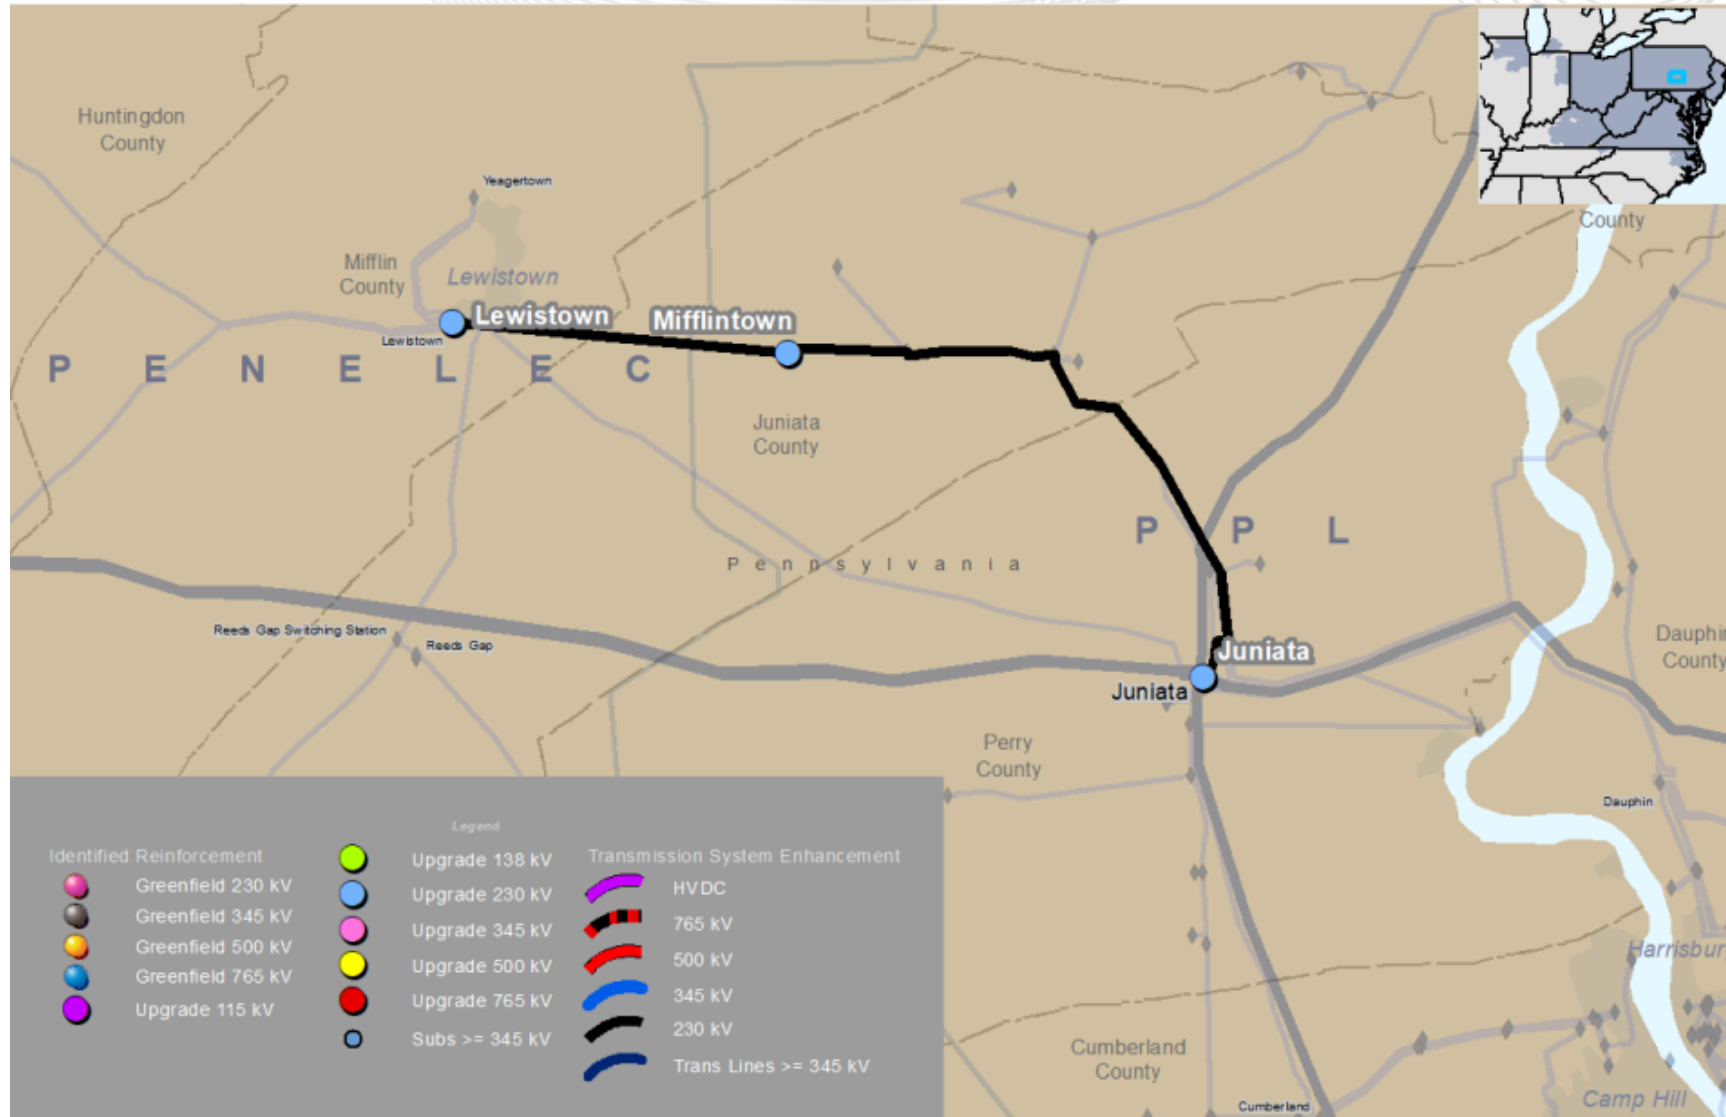 Huntingdon
County
Yeagertown
Mifflin
County
Lewistown
Lewistown
Mifflintown
Lewistown
P E N E L E C
Juniata
County
County
P P L
Pennsylvania
Reeds Gap Switching Station
Reeds Gap
Juniata
Juniata
Dauphin
County
Perry
County
Dauphin
Harrisbur
Cumberland
County
Camp Hill
Cumberland
Legend
Identified Reinforcement
Greenfield 230 kV
Greenfield 345 kV
Greenfield 500 kV
Greenfield 765 kV
Upgrade 115 kV
Upgrade 138 kV
Upgrade 230 kV
Upgrade 345 kV
Upgrade 500 kV
Upgrade 765 kV
Subs >= 345 kV
Transmission System Enhancement
HVDC
765 kV
500 kV
345 kV
230 kV
Trans Lines >= 345 kV